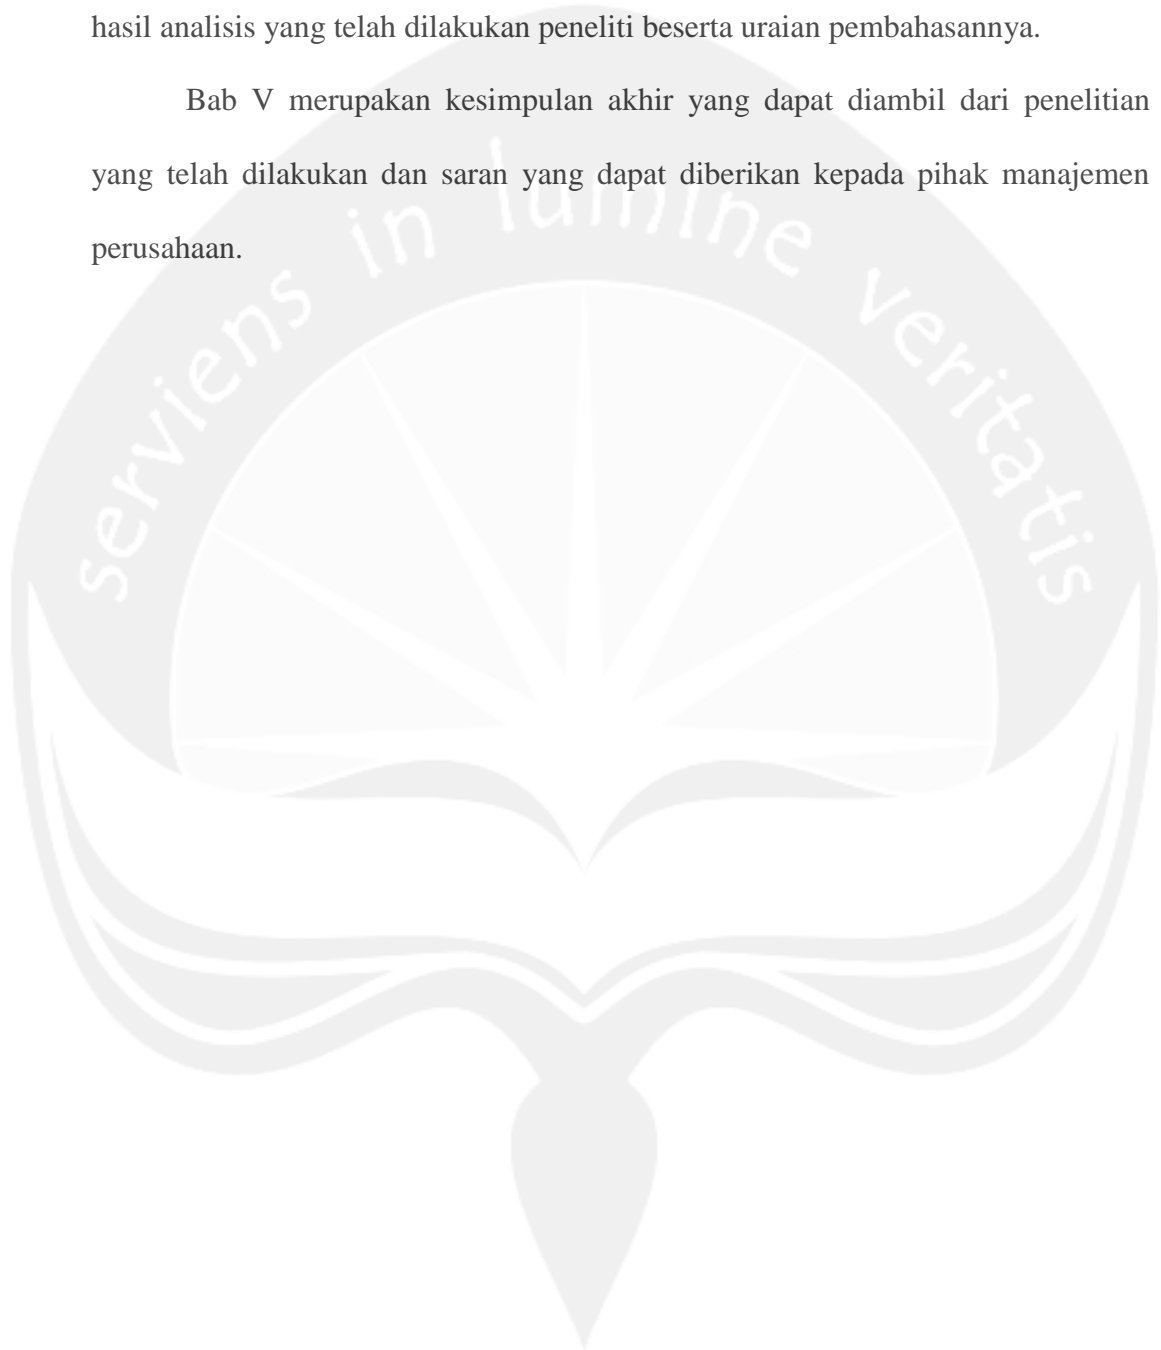 hasil analisis yang telah dilakukan peneliti beserta uraian pembahasannya.
Bab V merupakan kesimpulan akhir yang dapat diambil dari penelitian
yang telah dilakukan dan saran yang dapat diberikan kepada pihak manajemen
perusahaan.
serviens in lumine veritatis